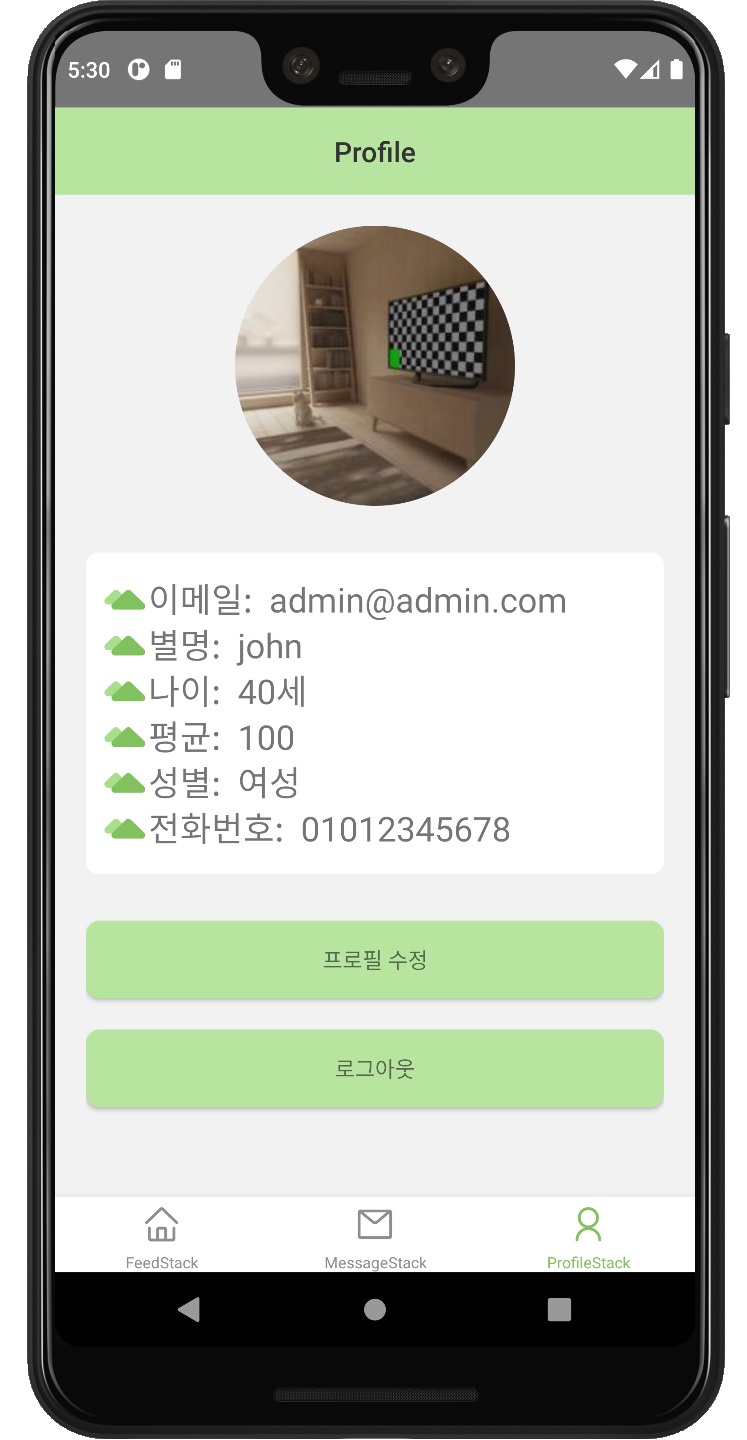 5:30
Profile
이메일: admin@admin.com
별명: john
나이: 40세
평균: 100
성별: 여성
전화번호: 01012345678
프로필 수정
로그아웃
FeedStack MessageStack ProfileStack